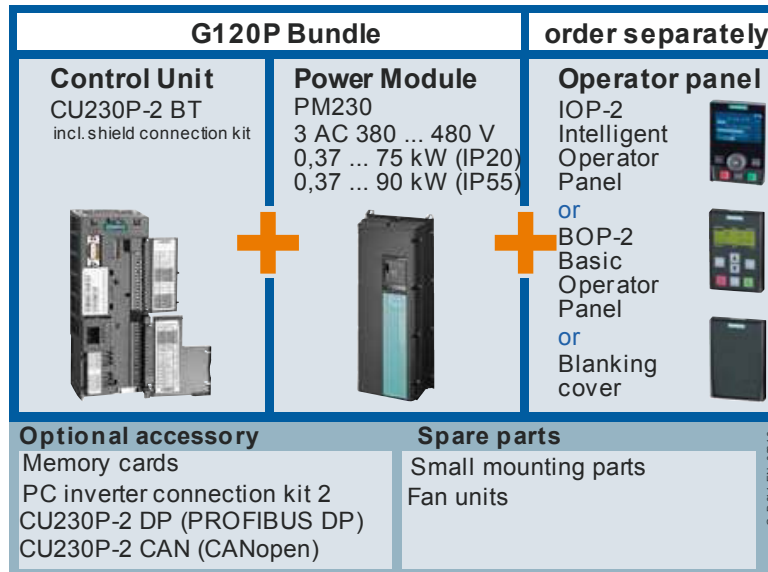 G120P Bundle
order separately
Control Unit
CU230P-2 BT
incl. shield connection kit
Power Module
PM230
3 AC 380 ... 480 V
0,37 ... 75 kW (IP20)
0,37 ... 90 kW (IP55)
Operator panel
IOP-2
Intelligent
Operator
Panel
or
BOP-2
Basic
Operator
Panel
or
Blanking
cover
Optional accessory
Memory cards
PC inverter connection kit 2
CU230P-2 DP (PROFIBUS DP)
CU230P-2 CAN (CANopen)
Spare parts
Small mounting parts
Fan units